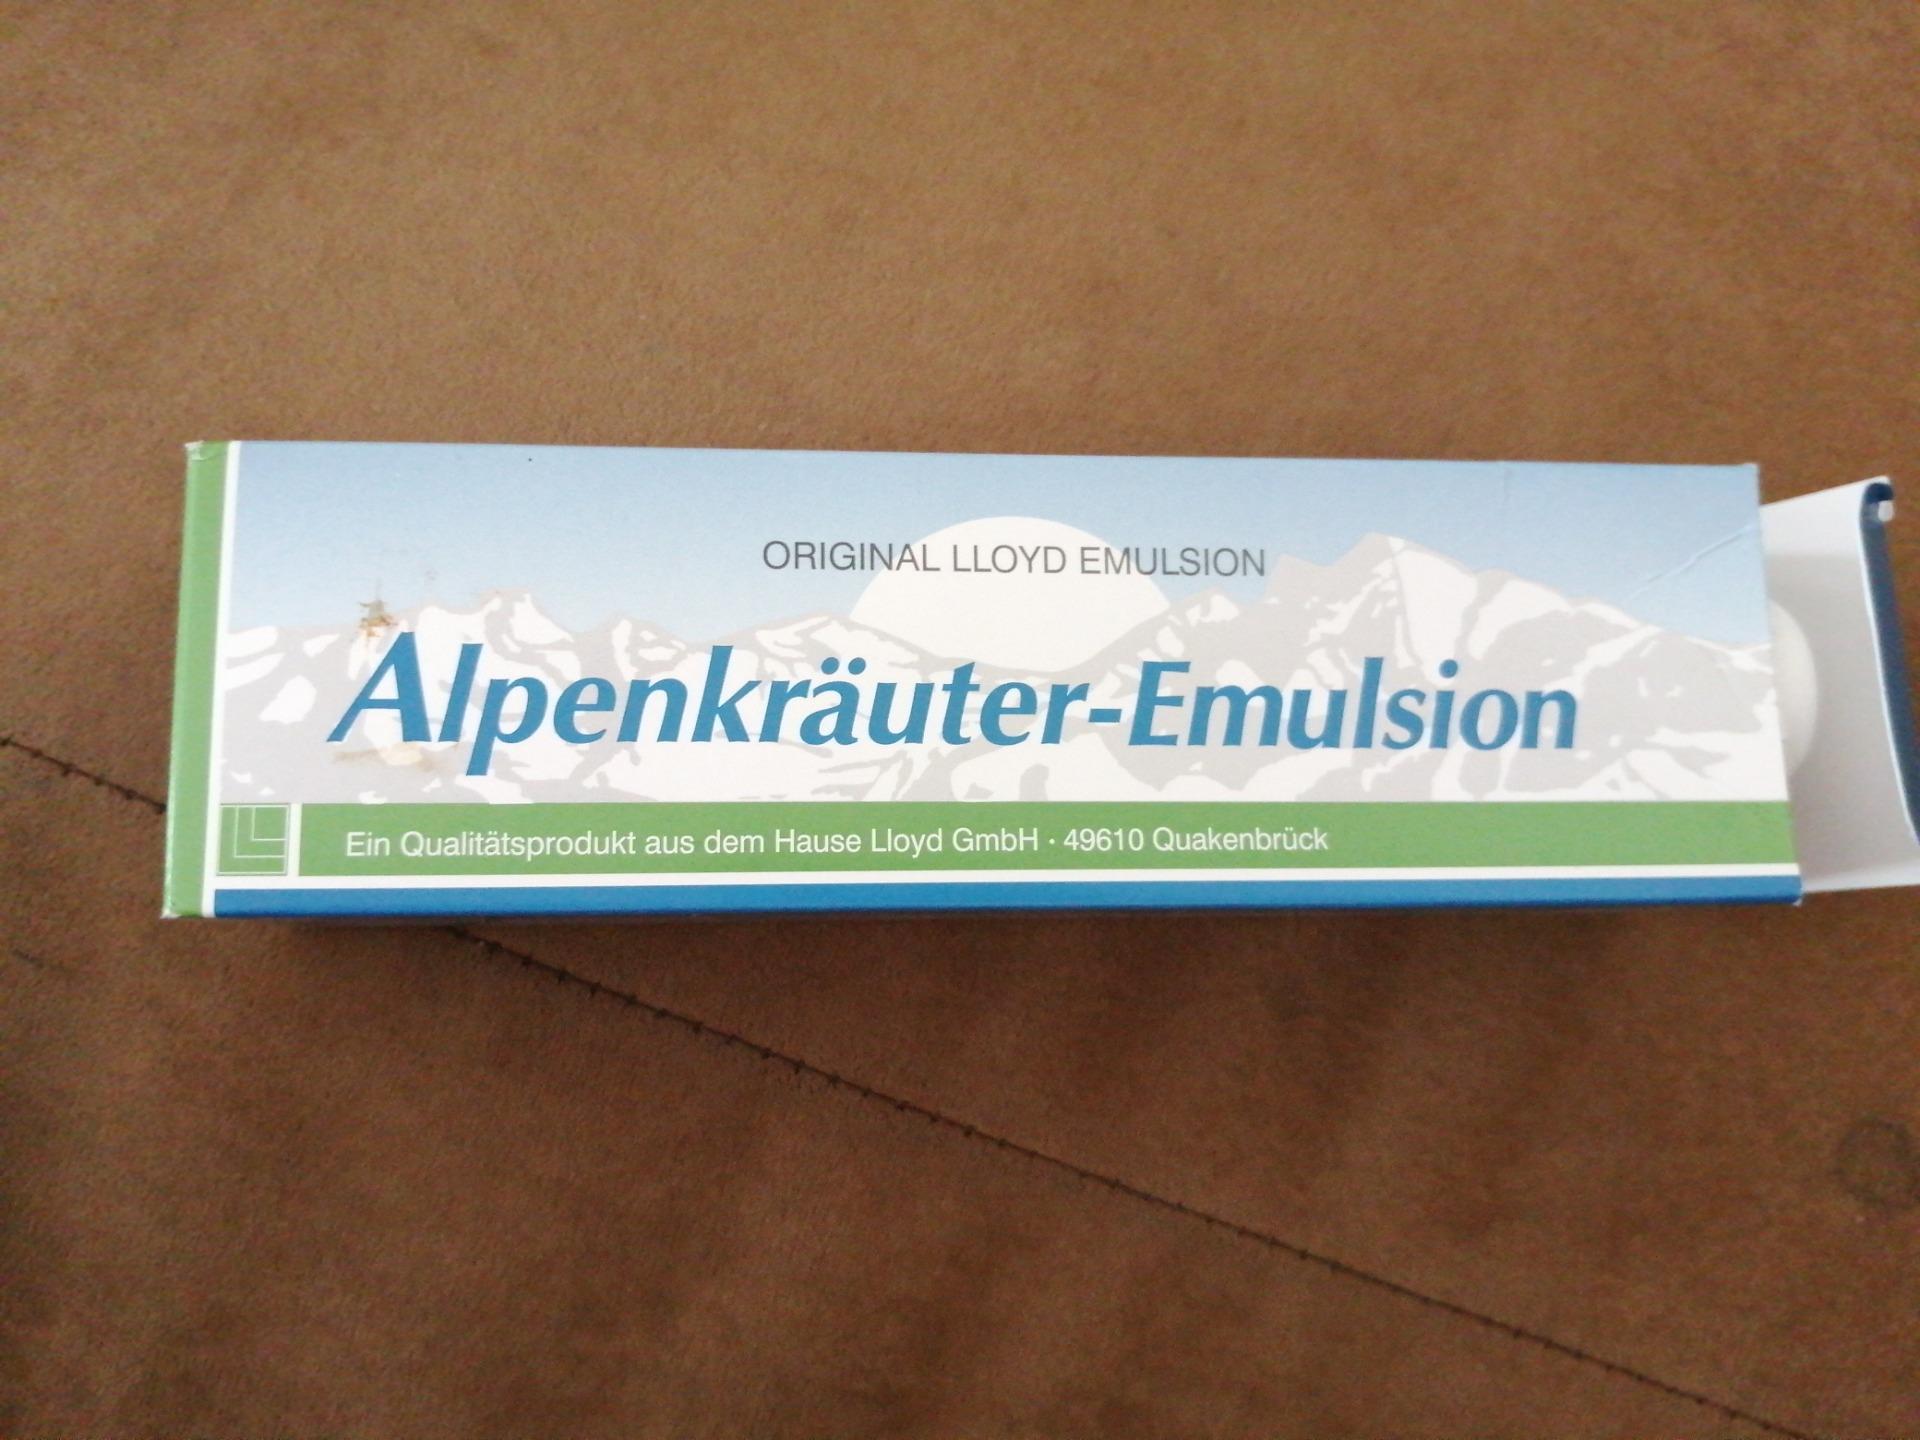 ORIGINAL LLOYD EMULSION
Alpenkräuter-Emulsion
Ein Qualitätsprodukt aus dem Hause Lloyd GmbH · 49610 Quakenbrück